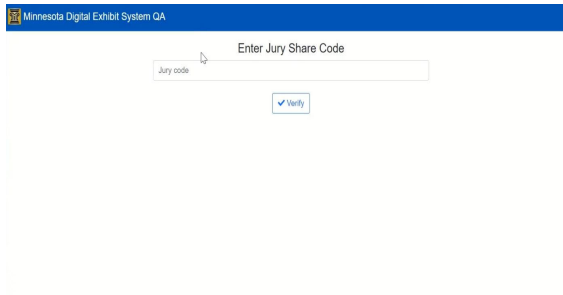 Minnesota Digital Exhibit System QA
Enter Jury Share Code
Jury code
Verify